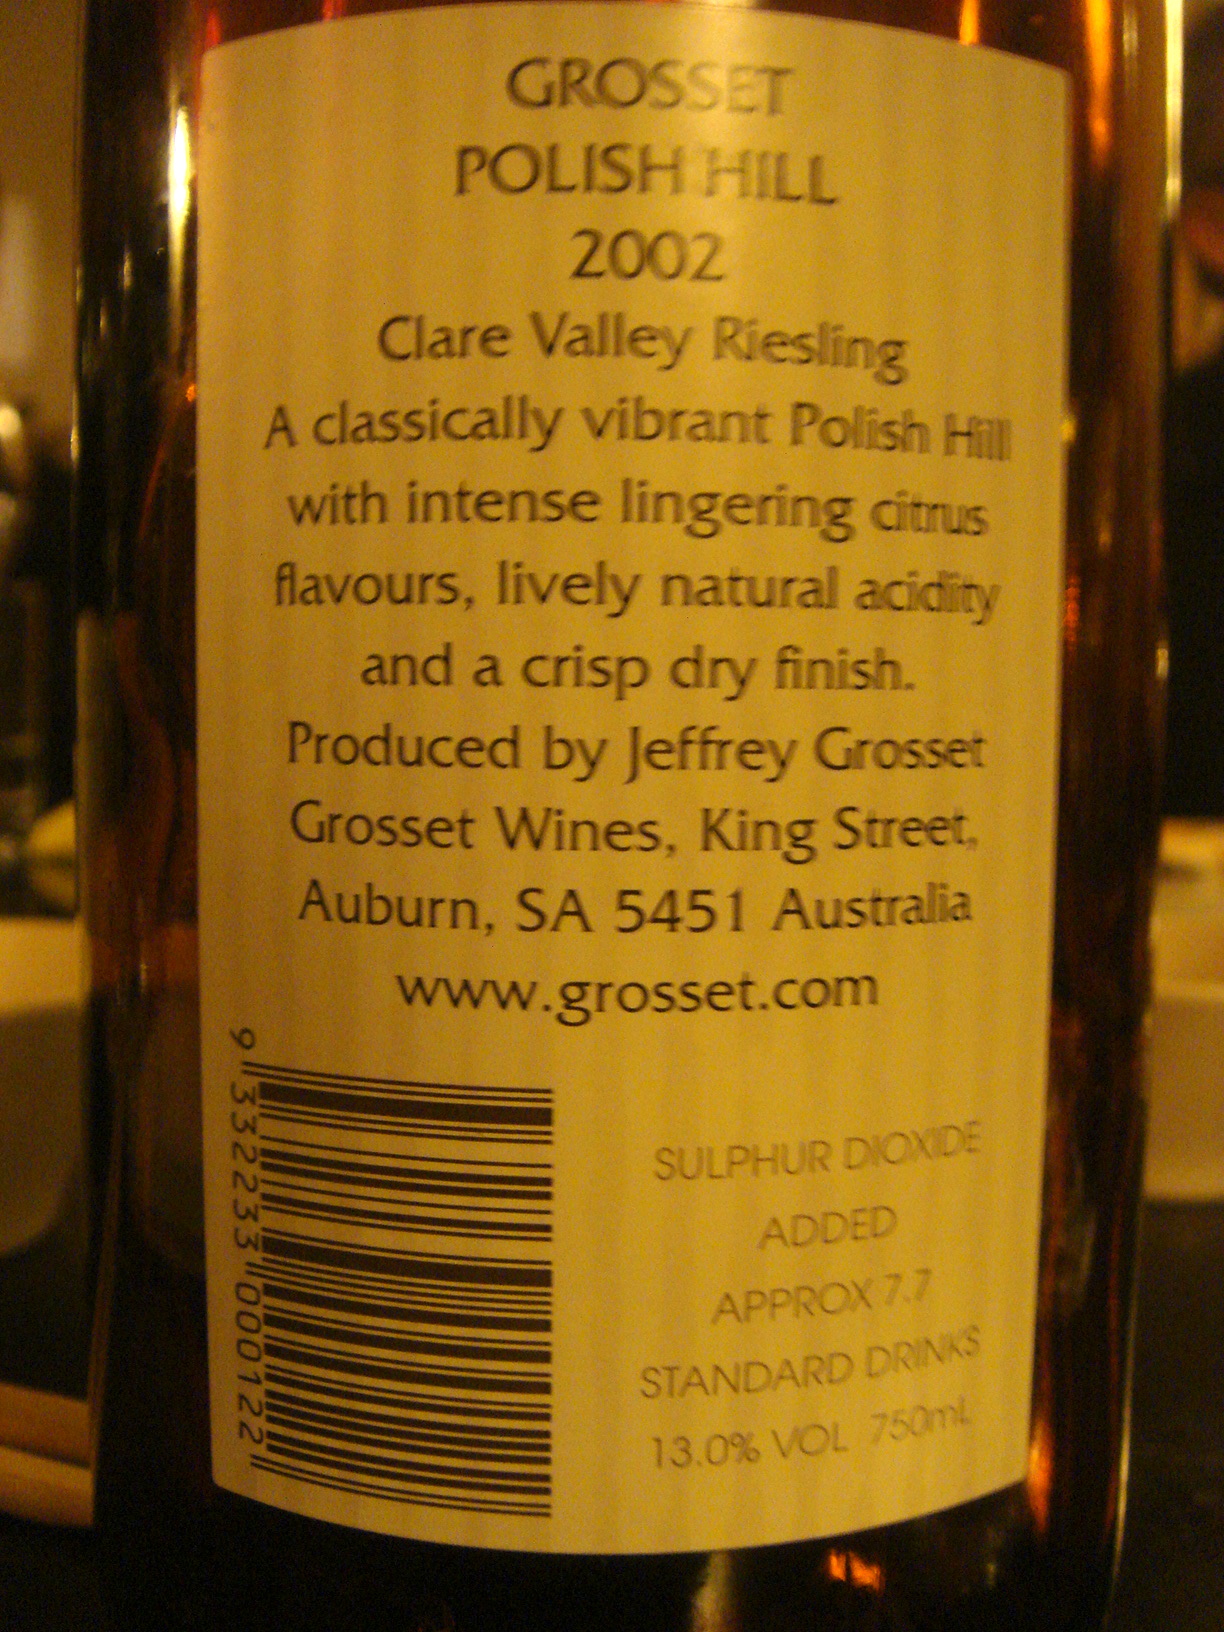 GROSSET
POLISH HILL
2002
Clare Valley Riesling
A classically vibrant Polish Hill
with intense lingering citrus
flavours, lively natural acidity
and a crisp dry finish.
Produced by Jeffrey Grosset
Grosset Wines, King Street,
Auburn, SA 5451 Australia
www.grosset.com
9 332233 000122
SULPHUR DIOXIDE
ADDED
APPROX 7.7
STANDARD DRINKS
13.0% VOL 750mL